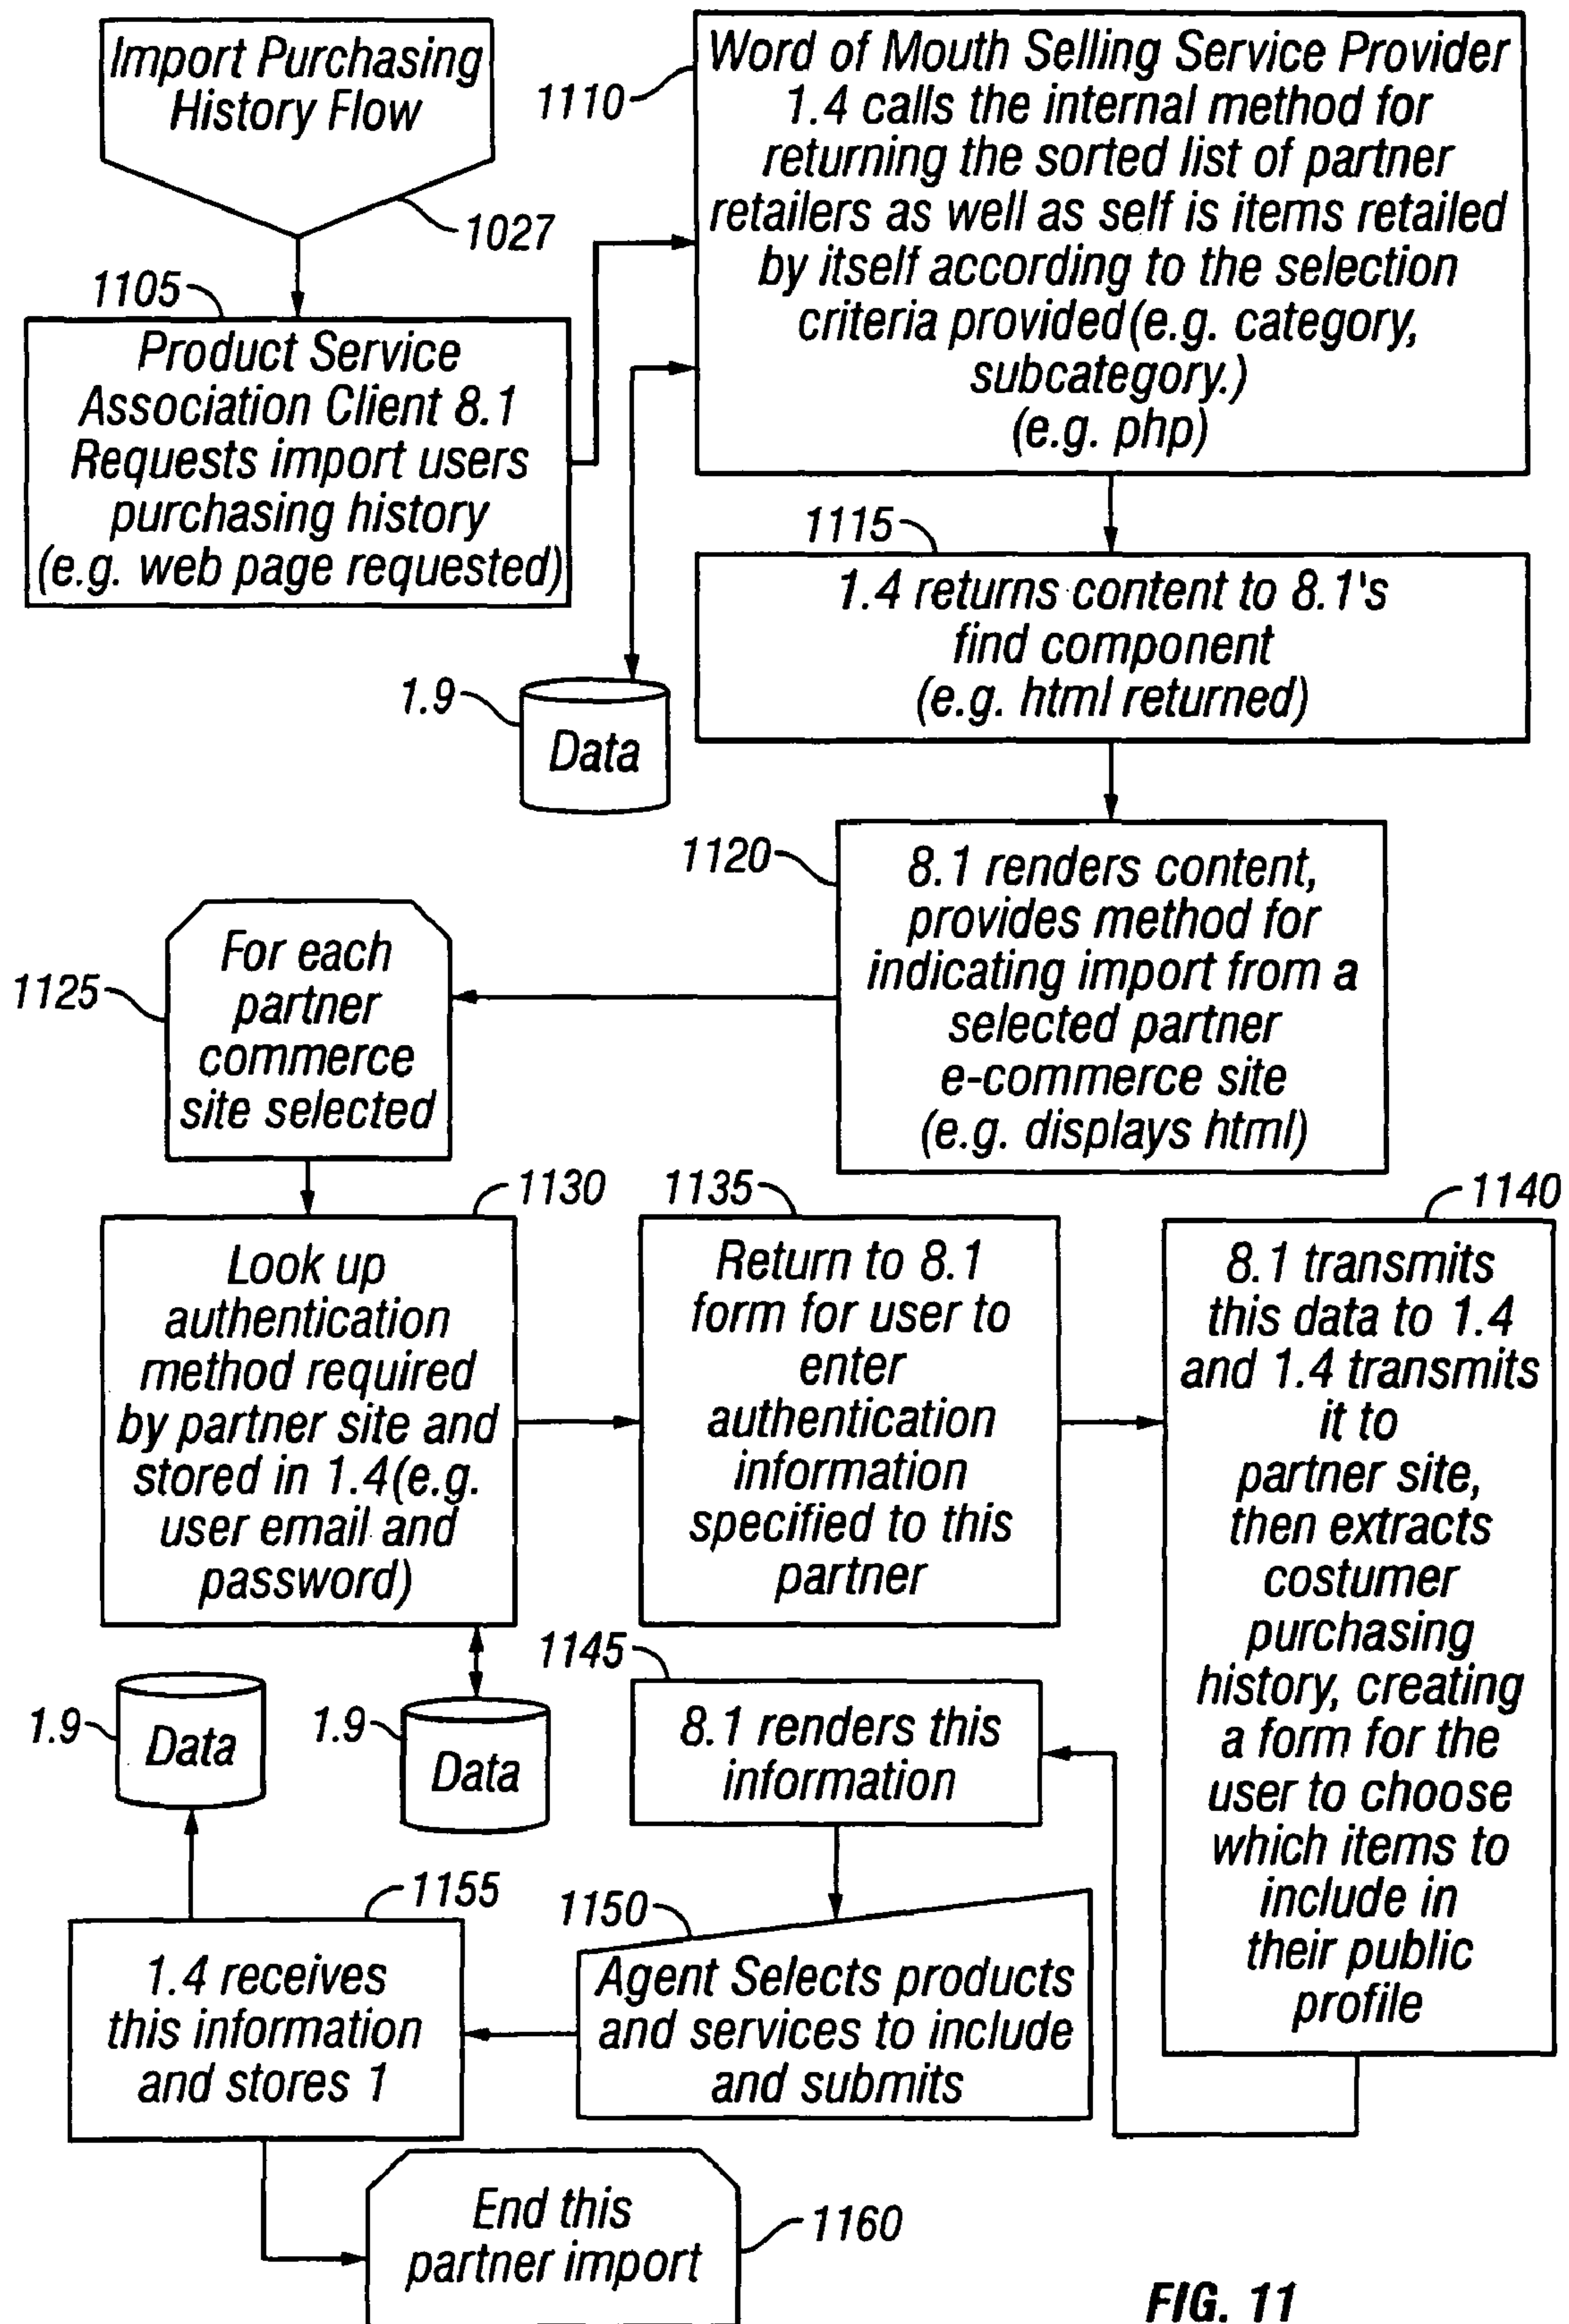 Import Purchasing
History Flow
1027
1105
Product Service
Association Client 8.1
Requests import users
purchasing history
(e.g. web page requested)
1110
Word of Mouth Selling Service Provider
1.4 calls the internal method for
returning the sorted list of partner
retailers as well as self is items retailed
by itself according to the selection
criteria provided(e.g. category,
subcategory.)
(e.g. php)
1115
1.4 returns content to 8.1's
find component
(e.g. html returned)
1.9
Data
1120
8.1 renders content,
provides method for
indicating import from a
selected partner
e-commerce site
(e.g. displays html)
1125
For each
partner
commerce
site selected
1130
Look up
authentication
method required
by partner site and
stored in 1.4(e.g.
user email and
password)
1135
Return to 8.1
form for user to
enter
authentication
information
specified to this
partner
1140
8.1 transmits
this data to 1.4
and 1.4 transmits
it to
partner site,
then extracts
costumer
purchasing
history, creating
a form for the
user to choose
which items to
include in
their public
profile
1.9
Data
1.9
Data
1145
8.1 renders this
information
1150
Agent Selects products
and services to include
and submits
1155
1.4 receives
this information
and stores 1
End this
partner import
1160
FIG. 11